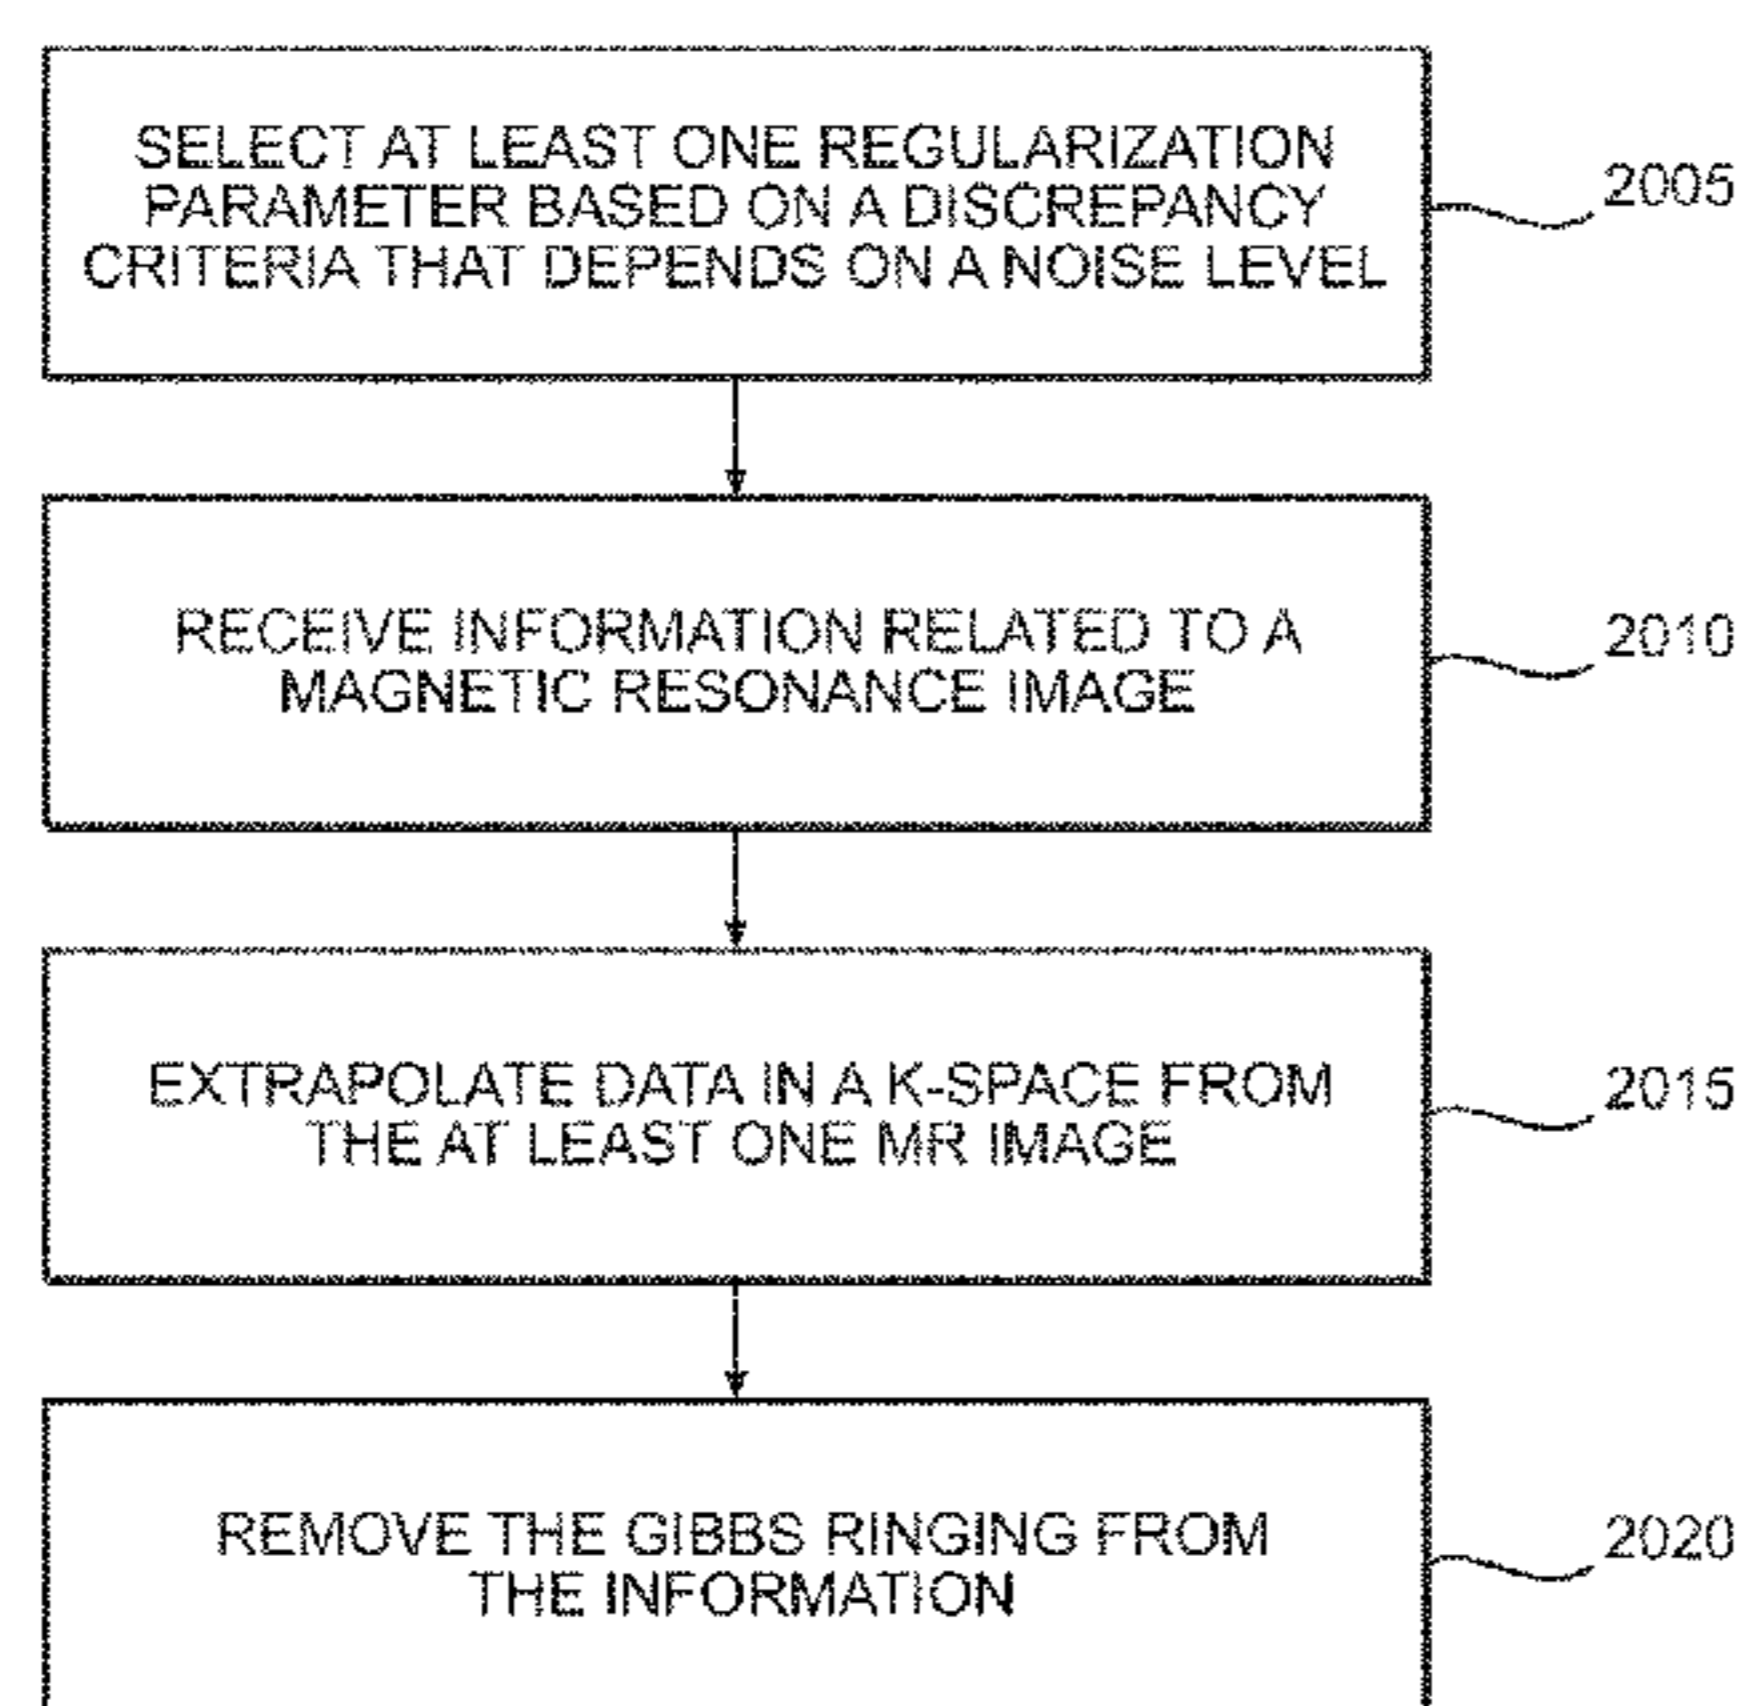 SELECT AT LEAST ONE REGULARIZATION
PARAMETER BASED ON A DISCREPANCY
CRITERIA THAT DEPENDS ON A NOISE LEVEL
2005
RECEIVE INFORMATION RELATED TO A
MAGNETIC RESONANCE IMAGE
2010
EXTRAPOLATE DATA IN A K-SPACE FROM
THE AT LEAST ONE MR IMAGE
2015
REMOVE THE GIBBS RINGING FROM
THE INFORMATION
2020